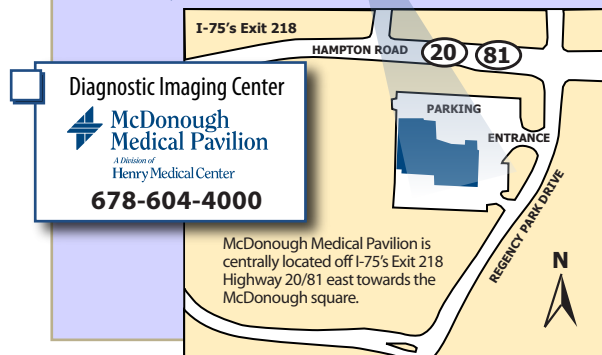 I-75's Exit 218
HAMPTON ROAD
20
81
Diagnostic Imaging Center
McDonough
Medical Pavilion
A Division of
Henry Medical Center
678-604-4000
PARKING
ENTRANCE
REGENCY PARK DRIVE
McDonough Medical Pavilion is
centrally located off I-75's Exit 218
Highway 20/81 east towards the
McDonough square.
N